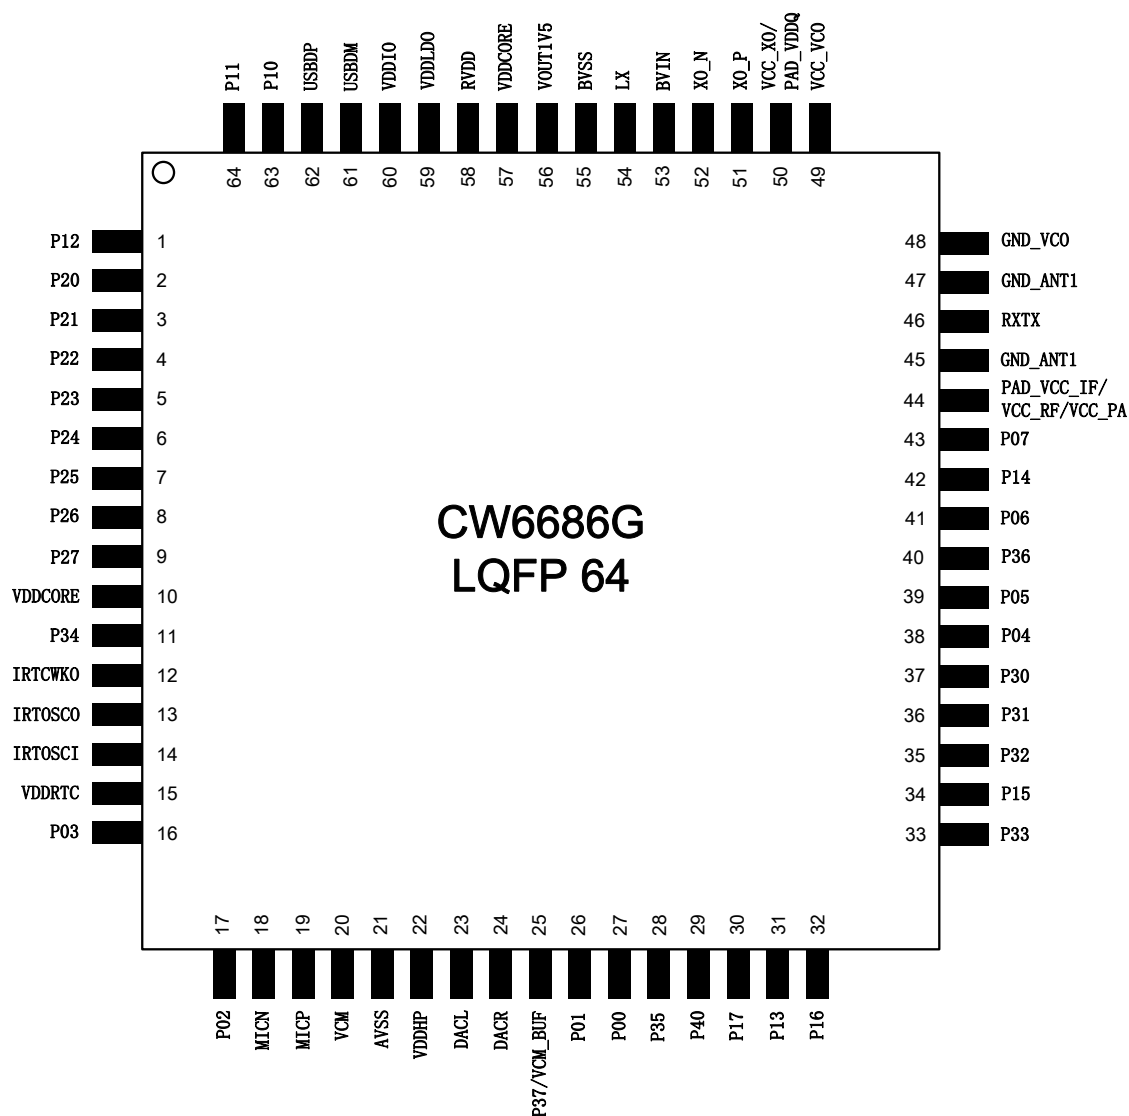 P11
P10
USBDP
USBDM
VDDIO
VDDLDO
RVDD
VDDCORE
VOUT1V5
BVSS
LX
BVIN
XO_N
XO_P
VCC_XO/
PAD_VDDQ
VCC_VCO
64
63
62
61
60
59
58
57
56
55
54
53
52
51
50
49
P12 1
P20 2
P21 3
P22 4
P23 5
P24 6
P25 7
P26 8
P27 9
VDDCORE 10
P34 11
IRTCWKO 12
IRTOSCO 13
IRTOSCI 14
VDDRTC 15
P03 16
CW6686G
LQFP 64
48 GND_VCO
47 GND_ANT1
46 RXTX
45 GND_ANT1
44 PAD_VCC_IF/
VCC_RF/VCC_PA
43 P07
42 P14
41 P06
40 P36
39 P05
38 P04
37 P30
36 P31
35 P32
34 P15
33 P33
17
18
19
20
21
22
23
24
25
26
27
28
29
30
31
32
P02
MICN
MICP
VCM
AVSS
VDDHP
DACL
DACR
P37/VCM_BUF
P01
P00
P35
P40
P17
P13
P16